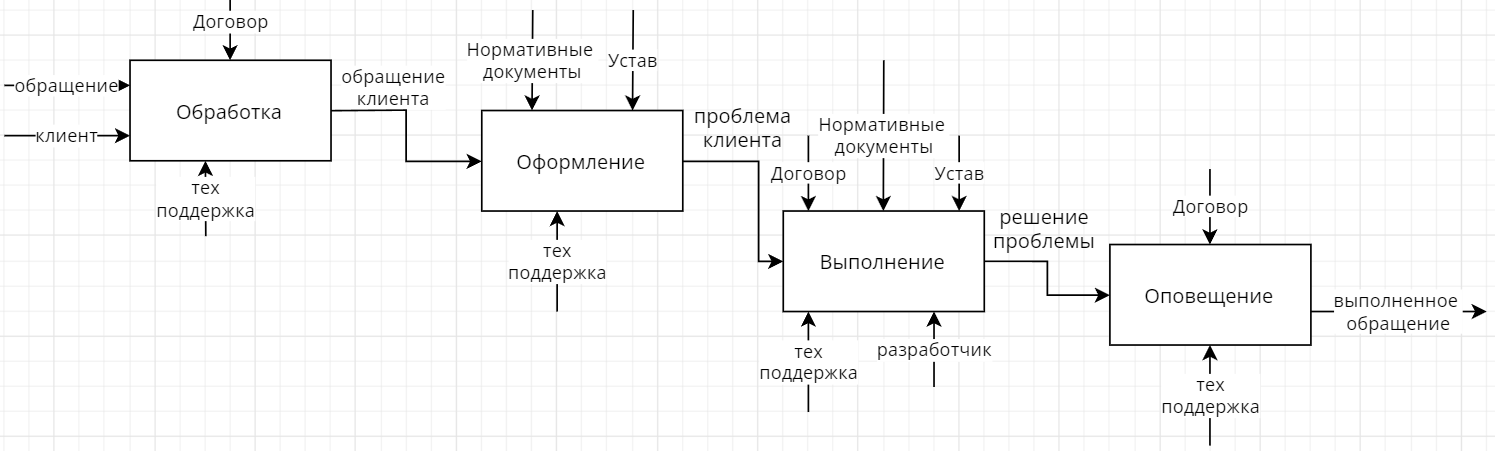 Договор
обращение
клиент
Обработка
тех
поддержка
обращение
клиента
Нормативные
документы
Устав
Оформление
тех
поддержка
проблема
клиента
Договор
Нормативные
документы
Устав
Выполнение
тех
поддержка
разработчик
решение
проблемы
Договор
Оповещение
тех
поддержка
выполненное
обращение